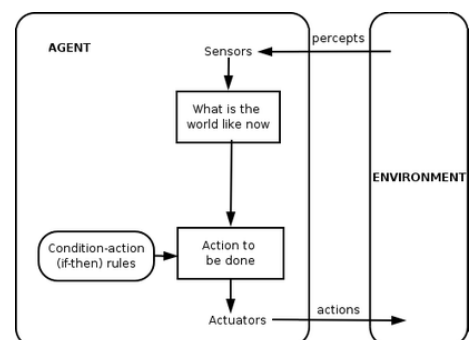 AGENT
Sensors
percepts
What is the
world like now
ENVIRONMENT
Condition-action
(if-then) rules
Action to
be done
Actuators
actions